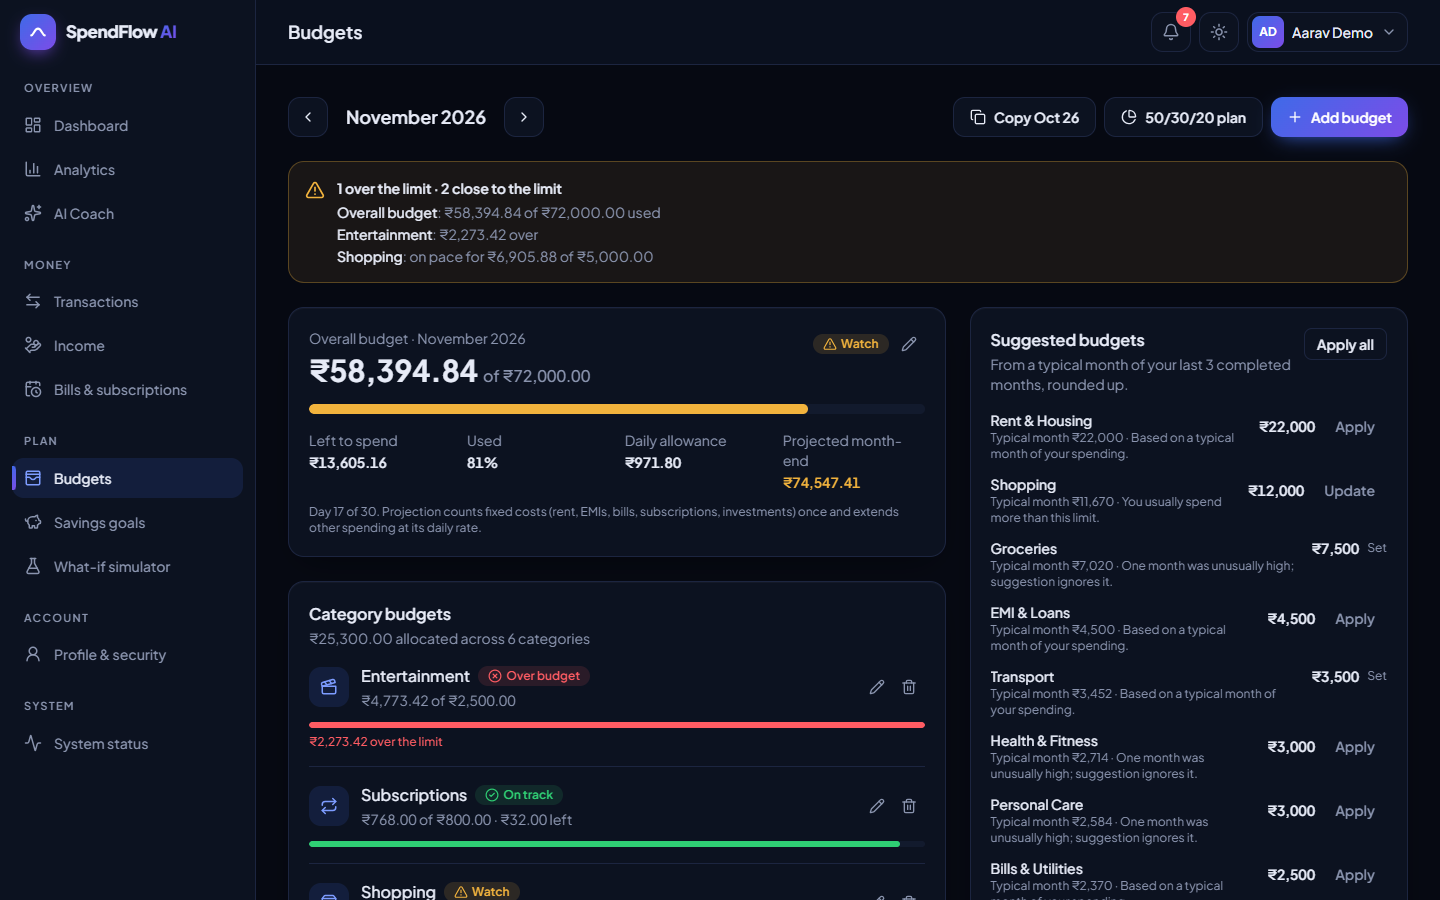 SpendFlow AI
OVERVIEW
Dashboard
Analytics
AI Coach
MONEY
Transactions
Income
Bills & subscriptions
PLAN
Budgets
Savings goals
What-if simulator
ACCOUNT
Profile & security
SYSTEM
System status
Budgets
7
AD
Aarav Demo
November 2026
Copy Oct 26
50/30/20 plan
Add budget
1 over the limit · 2 close to the limit
Overall budget: ₹58,394.84 of ₹72,000.00 used
Entertainment: ₹2,273.42 over
Shopping: on pace for ₹6,905.88 of ₹5,000.00
Overall budget · November 2026
Watch
₹58,394.84 of ₹72,000.00
Left to spend
₹13,605.16
Used
81%
Daily allowance
₹971.80
Projected month-
end
₹74,547.41
Day 17 of 30. Projection counts fixed costs (rent, EMIs, bills, subscriptions, investments) once and extends
other spending at its daily rate.
Category budgets
₹25,300.00 allocated across 6 categories
Entertainment
Over budget
₹4,773.42 of ₹2,500.00
₹2,273.42 over the limit
Subscriptions
On track
₹768.00 of ₹800.00 · ₹32.00 left
Shopping
Watch
Suggested budgets
Apply all
From a typical month of your last 3 completed
months, rounded up.
Rent & Housing
₹22,000 Apply
Typical month ₹22,000 · Based on a typical
month of your spending.
Shopping
₹12,000 Update
Typical month ₹11,670 · You usually spend
more than this limit.
Groceries
₹7,500 Set
Typical month ₹7,020 · One month was unusually high;
suggestion ignores it.
EMI & Loans
₹4,500 Apply
Typical month ₹4,500 · Based on a typical
month of your spending.
Transport
₹3,500 Set
Typical month ₹3,452 · Based on a typical month of
your spending.
Health & Fitness
₹3,000 Apply
Typical month ₹2,714 · One month was
unusually high; suggestion ignores it.
Personal Care
₹3,000 Apply
Typical month ₹2,584 · One month was
unusually high; suggestion ignores it.
Bills & Utilities
₹2,500 Apply
Typical month ₹2,370 · Based on a typical